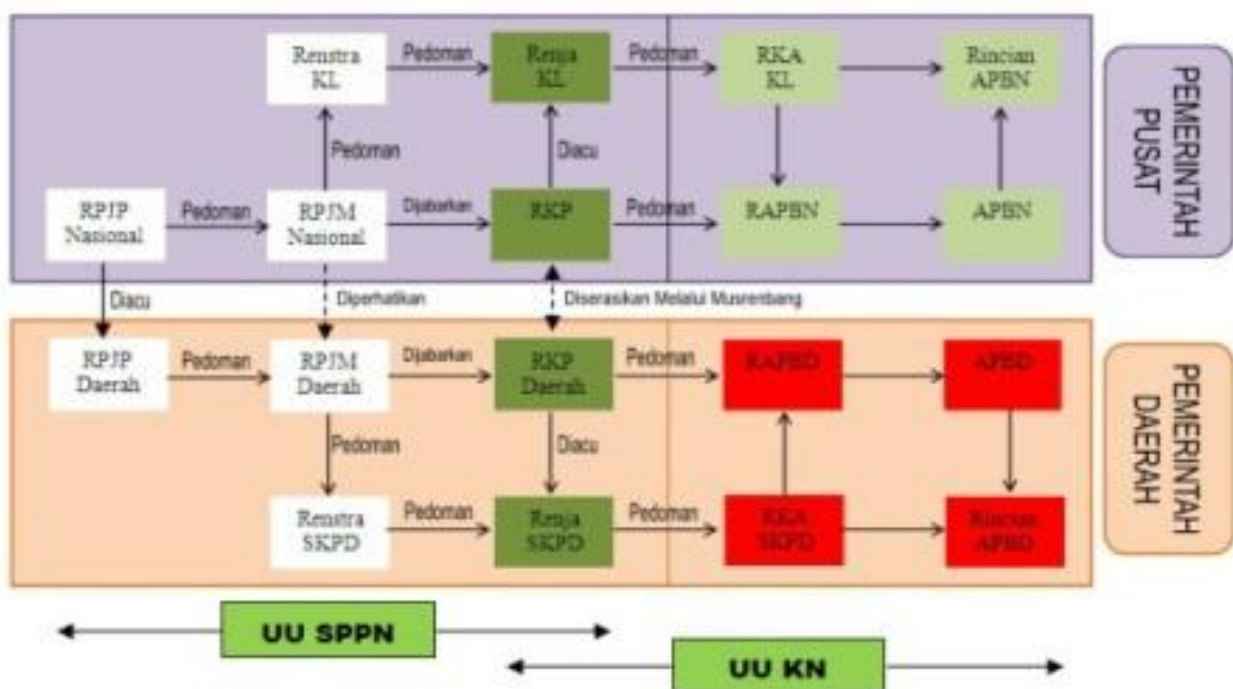 Renstra
KL
Pedoman
Renja
KL
Pedoman
RKA
KL
Rincian
APBN
Pedoman
Diacu
RPJP
Nasional
Pedoman
RPJM
Nasional
Dijabarkan
RKP
Pedoman
RAPBN
APBN
PEMERINTAH
PUSAT
Diacu
Diperhatikan
Diserasikan Melalui Musrenbang
RPJP
Daerah
Pedoman
RPJM
Daerah
Dijabarkan
RKP
Daerah
Pedoman
RAPBD
APBD
Pedoman
Diacu
Renstra
SKPD
Pedoman
Renja
SKPD
Pedoman
RKA
SKPD
Rincian
APBD
PEMERINTAH
DAERAH
UU SPPN
UU KN